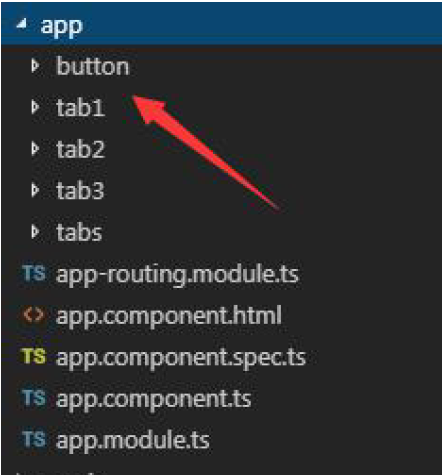 app
button
tab1
tab2
tab3
tabs
TS app-routing.module.ts
<> app.component.html
TS app.component.spec.ts
TS app.component.ts
TS app.module.ts